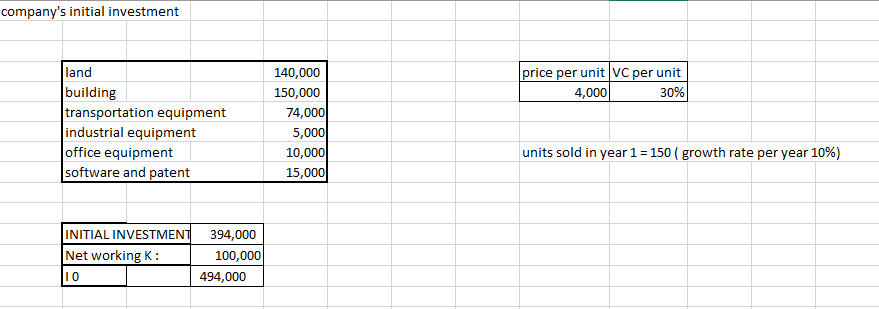 company's initial investment
land 140,000
building 150,000
transportation equipment 74,000
industrial equipment 5,000
office equipment 10,000
software and patent 15,000
price per unit VC per unit
4,000 30%
units sold in year 1 = 150 ( growth rate per year 10%)
INITIAL INVESTMENT 394,000
Net working K : 100,000
I 0 494,000